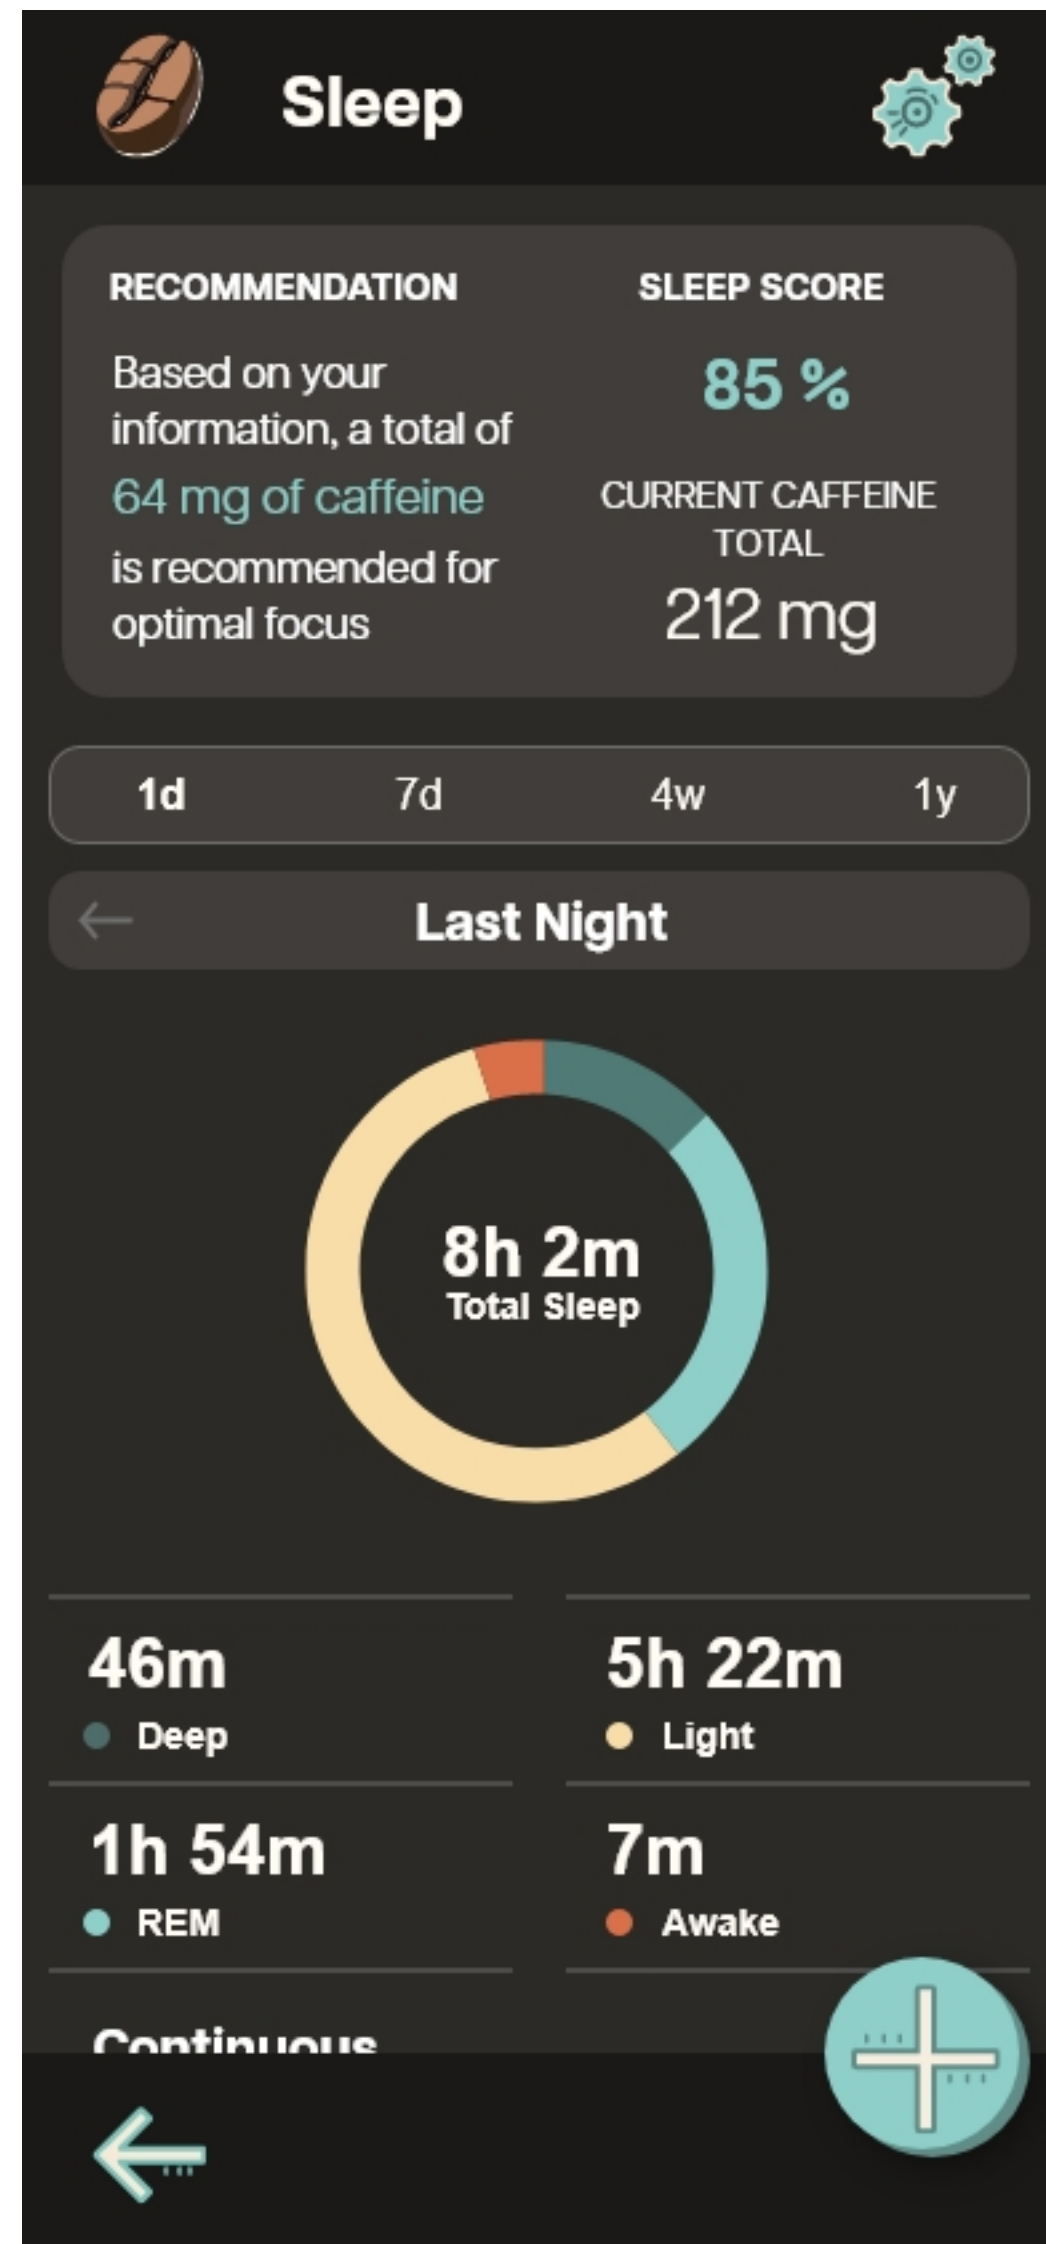 Sleep
RECOMMENDATION
Based on your
information, a total of
64 mg of caffeine
is recommended for
optimal focus
SLEEP SCORE
85 %
CURRENT CAFFEINE
TOTAL
212 mg
1d 7d 4w 1y
Last Night
8h 2m
Total Sleep
46m
Deep
5h 22m
Light
1h 54m
REM
7m
Awake
Continuous